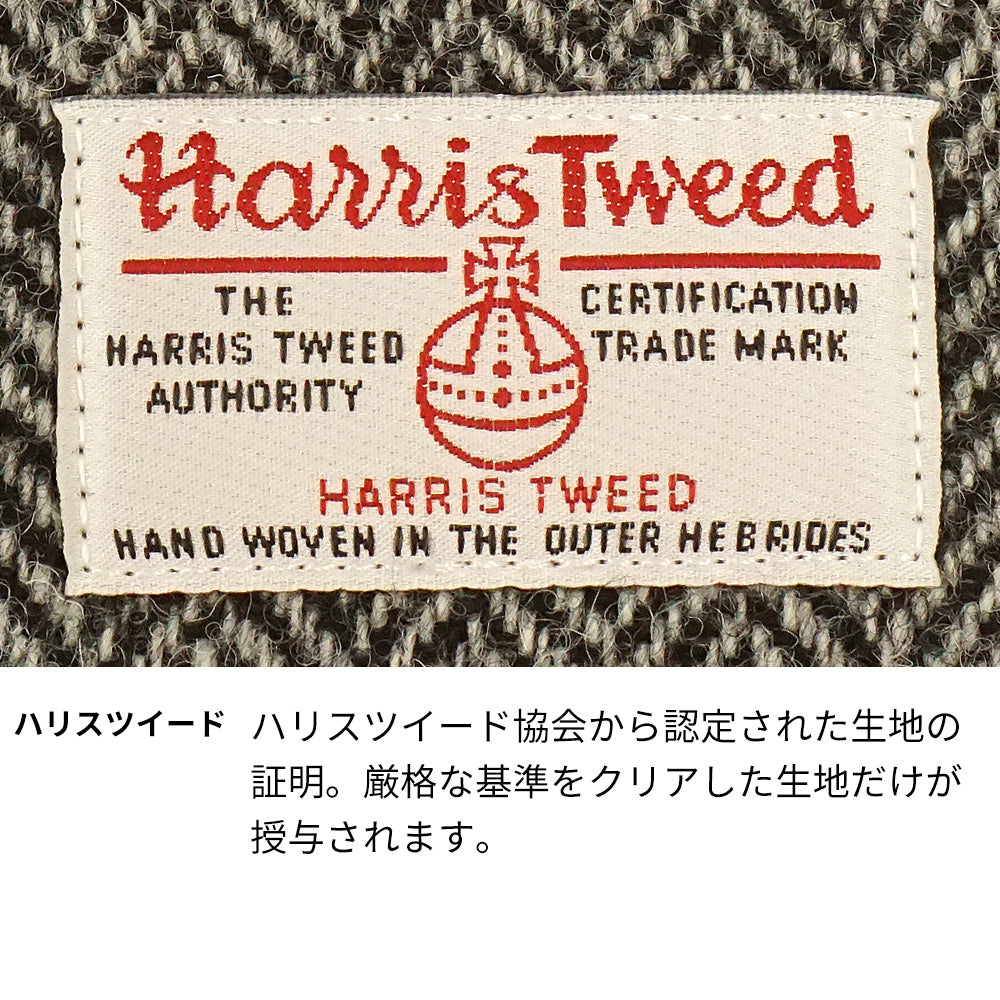 Harris Tweed
THE
HARRIS TWEED
AUTHORITY
CERTIFICATION
TRADE MARK
HARRIS TWEED
HAND WOVEN IN THE OUTER HEBRIDES
ハリスツイード
ハリスツイード協会から認定された生地の
証明。厳格な基準をクリアした生地だけが
授与されます。